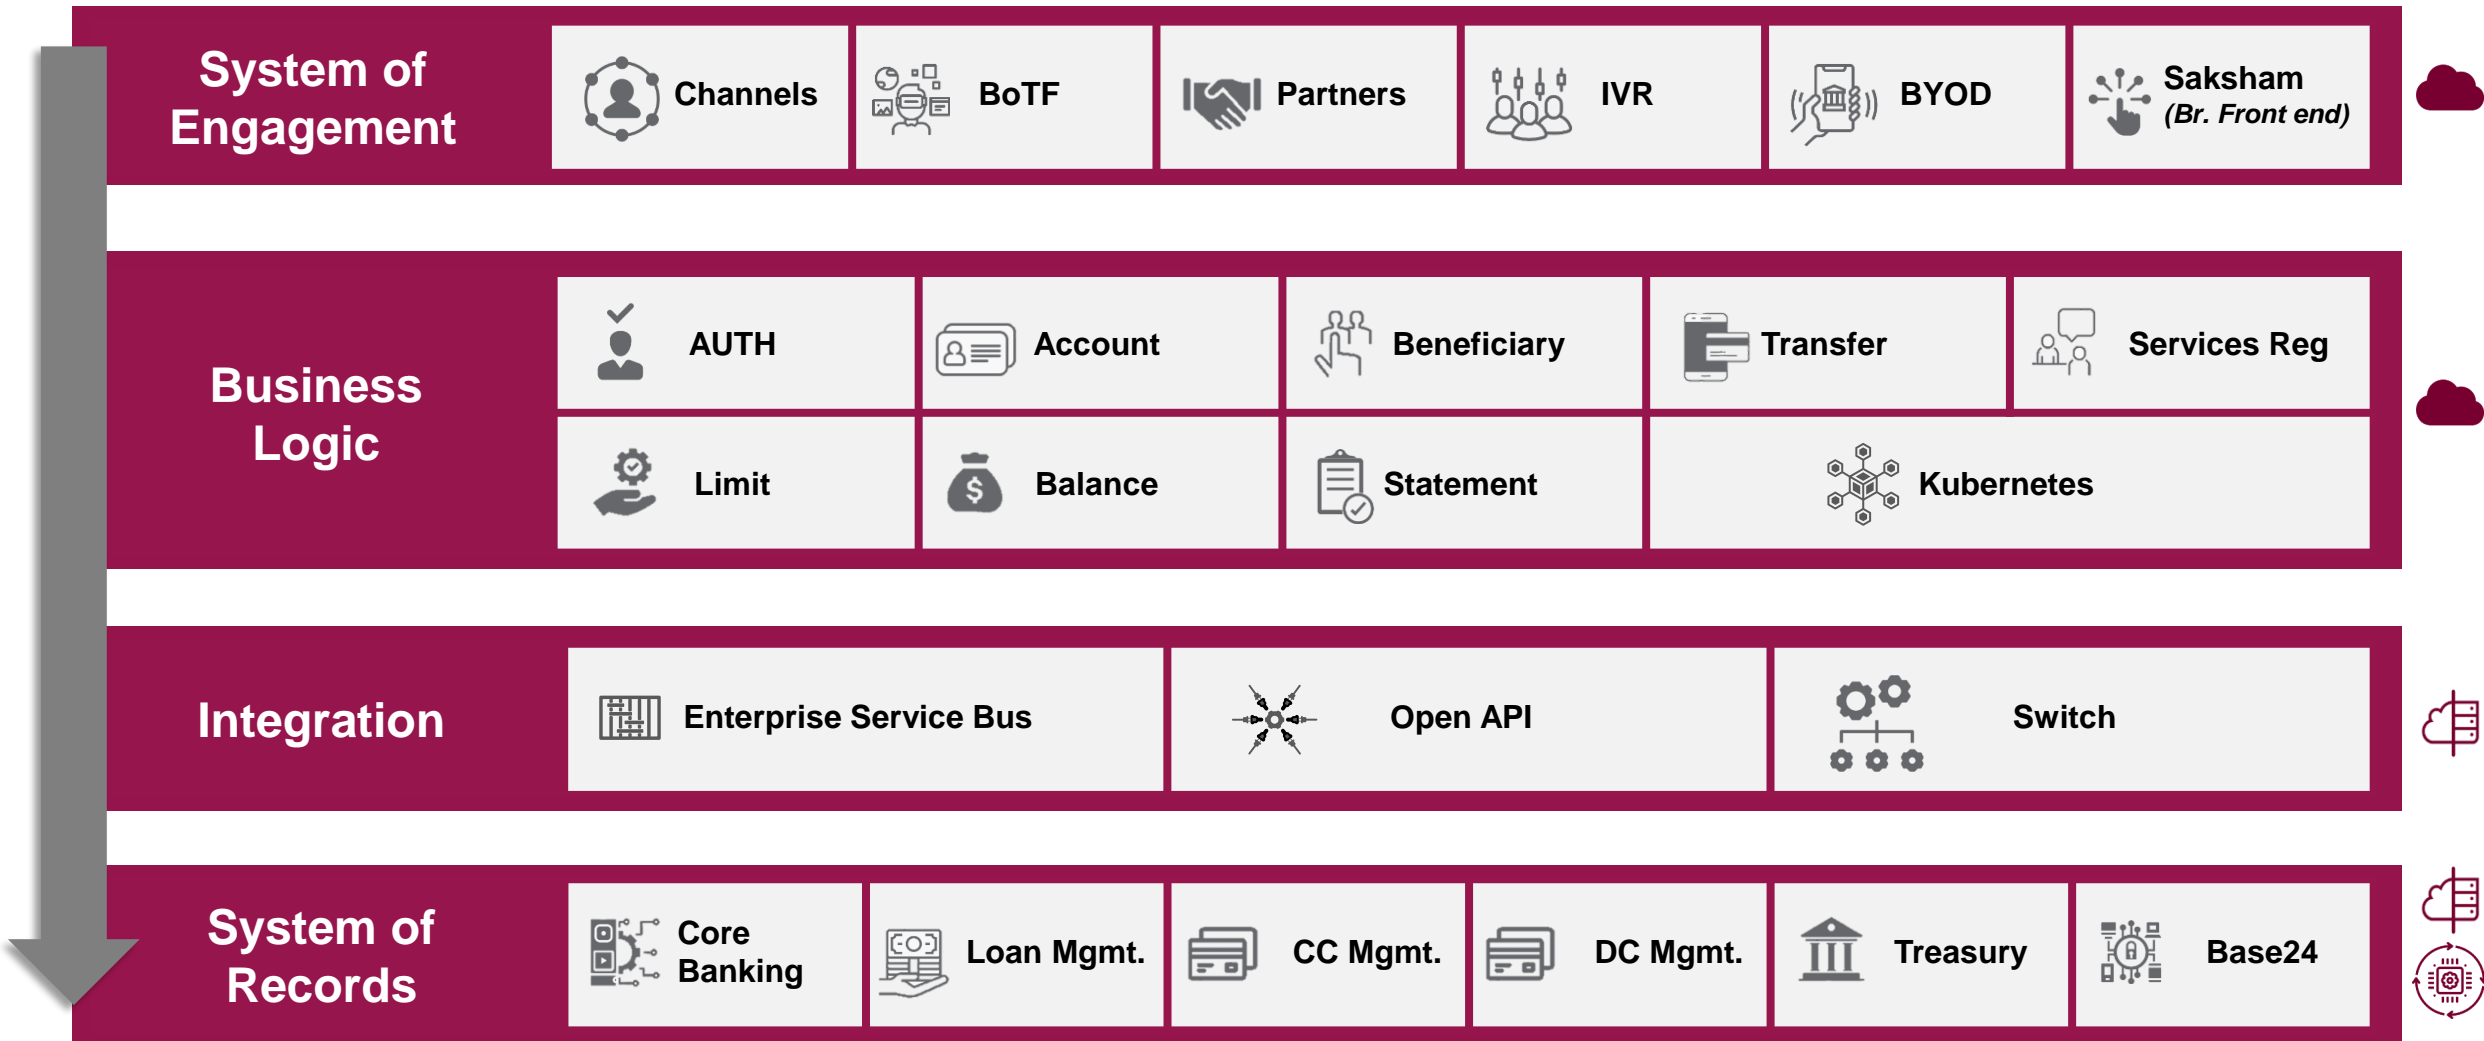 System of
Engagement
Channels
BoTF
Partners
IVR
BYOD
Saksham
(Br. Front end)
Business
Logic
AUTH
Account
Beneficiary
Transfer
Services Reg
Limit
Balance
Statement
Kubernetes
Integration
Enterprise Service Bus
Open API
Switch
System of
Records
Core
Banking
Loan Mgmt.
CC Mgmt.
DC Mgmt.
Treasury
Base24